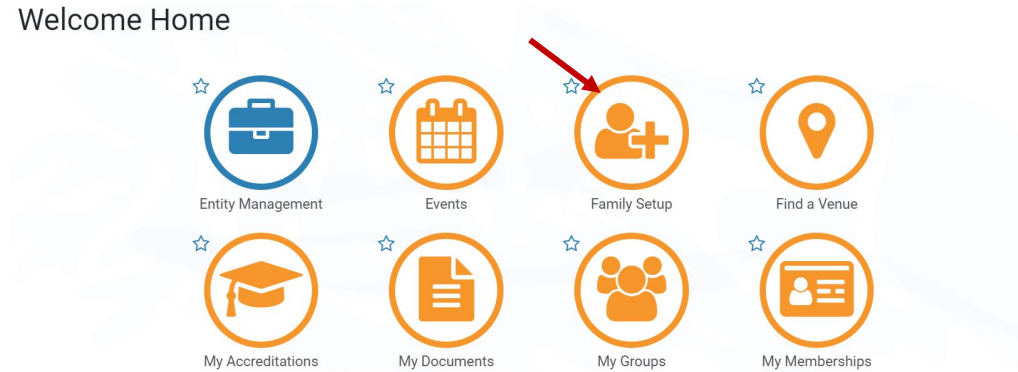 Welcome Home
Entity Management
Events
Family Setup
Find a Venue
My Accreditations
My Documents
My Groups
My Memberships